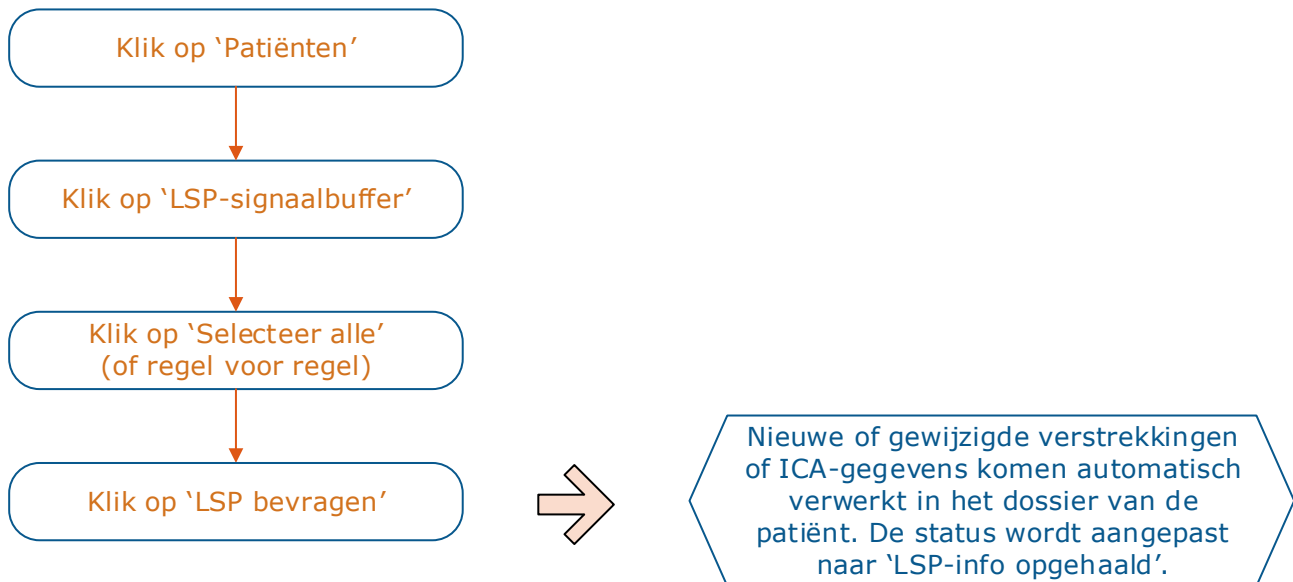 Klik op ‘Patiënten’
Klik op ‘LSP-signaalbuffer’
Klik op ‘Selecteer alle’
(of regel voor regel)
Klik op ‘LSP bevragen’
Nieuwe of gewijzigde verstrekkingen
of ICA-gegevens komen automatisch
verwerkt in het dossier van de
patiënt. De status wordt aangepast
naar ‘LSP-info opgehaald’.